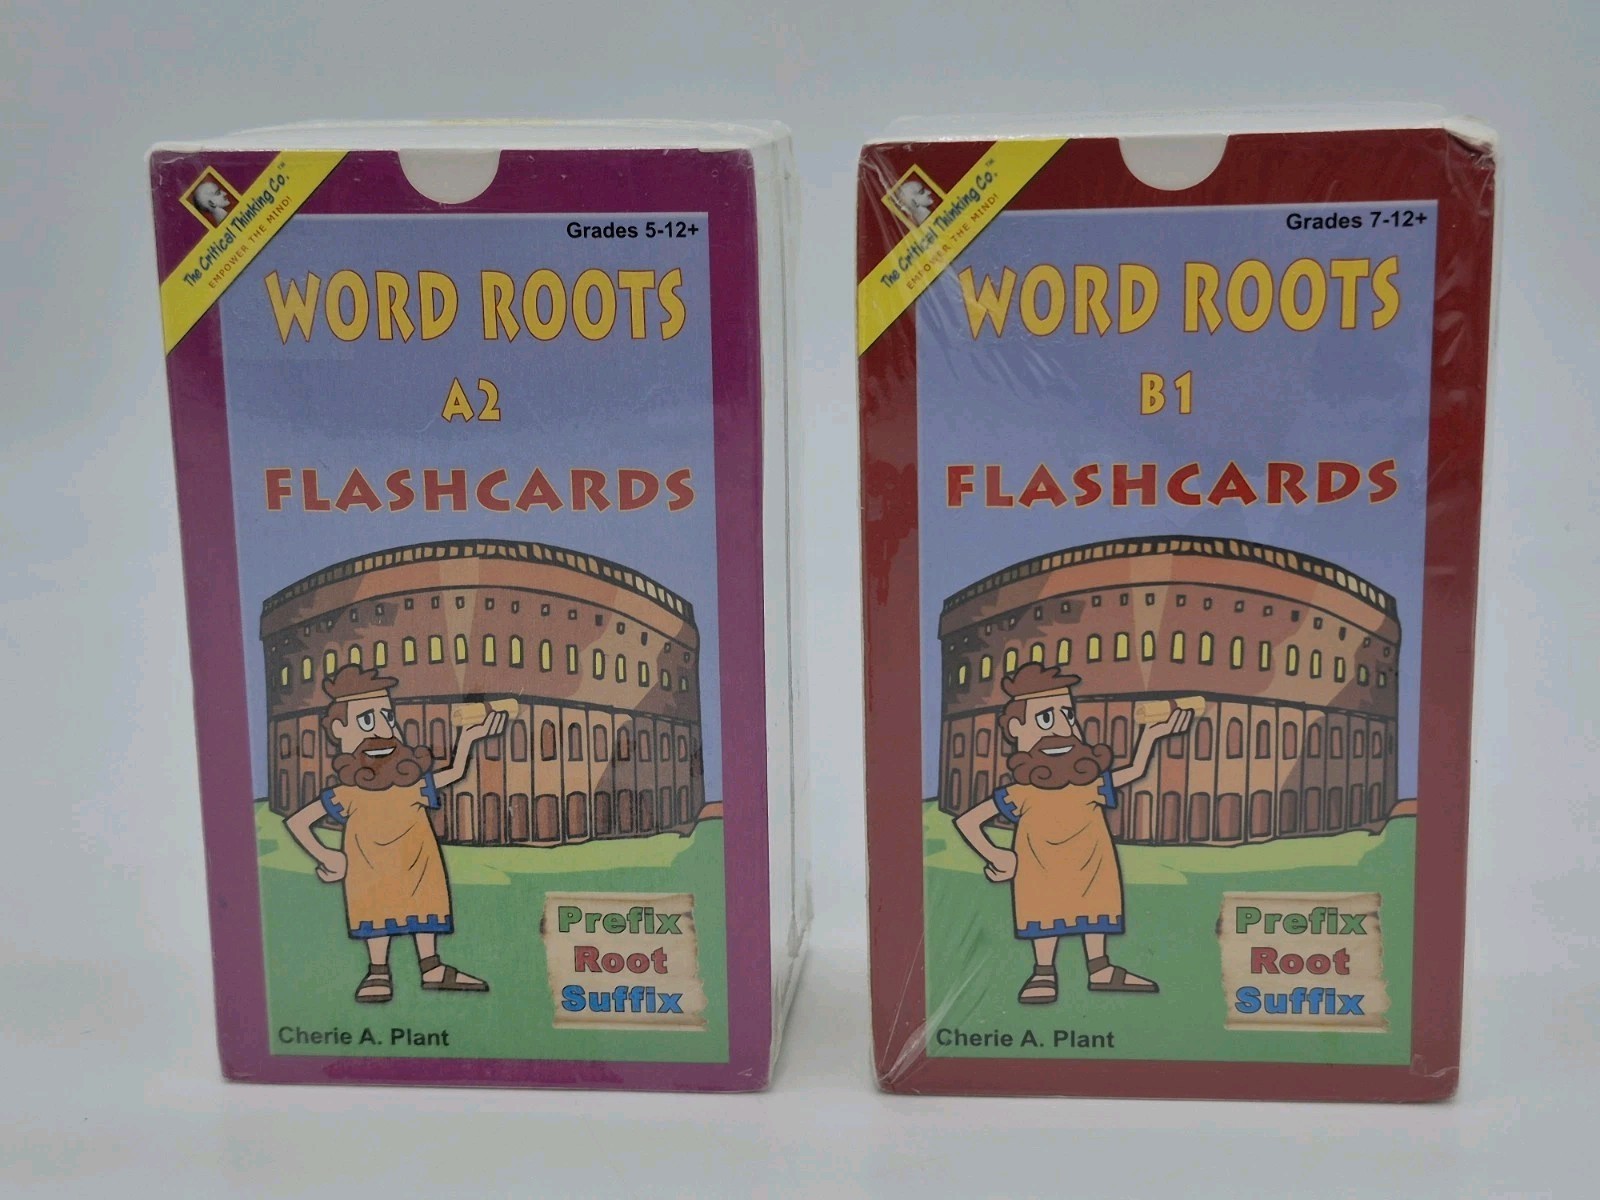 The Critical Thinking Co.™
EMPOWER THE MIND!
Grades 5-12+
WORD ROOTS
A2
FLASHCARDS
Prefix
Root
Suffix
Cherie A. Plant
The Critical Thinking Co.™
EMPOWER THE MIND!
Grades 7-12+
WORD ROOTS
B1
FLASHCARDS
Prefix
Root
Suffix
Cherie A. Plant